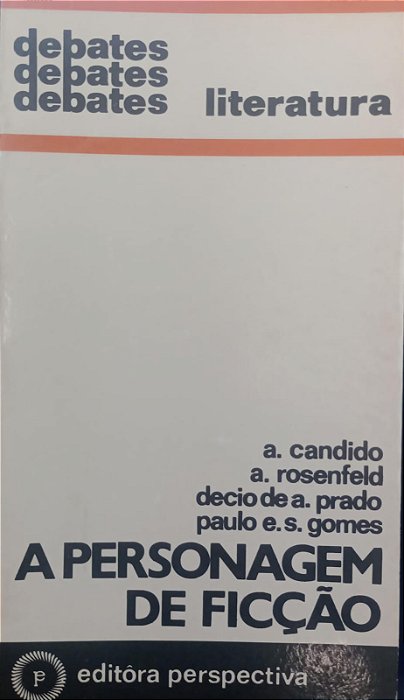 debates
debates
debates literatura
a. candido
a. rosenfeld
decio de a. prado
paulo e. s. gomes
A PERSONAGEM
DE FICÇÃO
editôra perspectiva